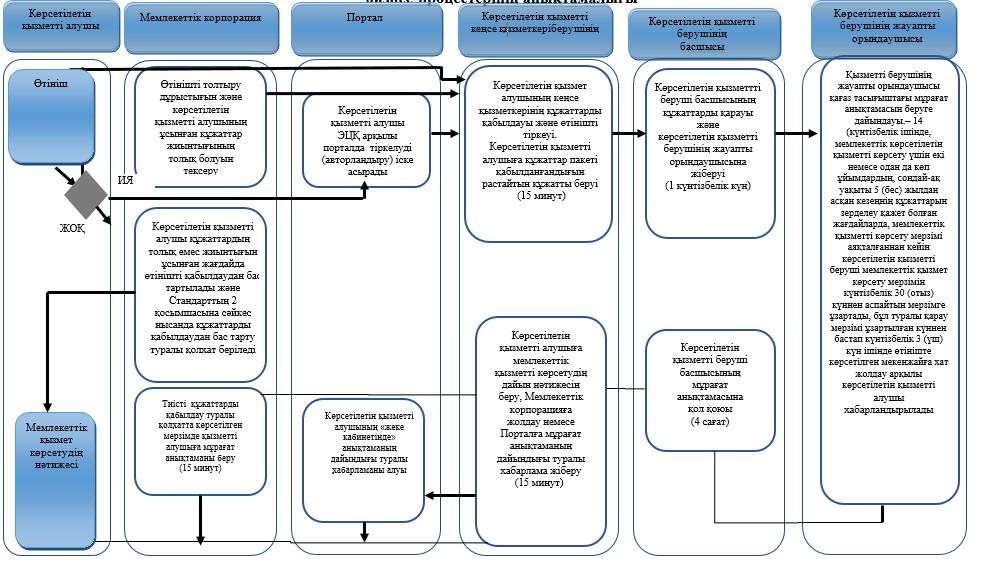 бизнес-процестерінің анықтамалығы
Көрсетілетін
қызметті алушы
Мемлекеттік корпорация
Портал
Көрсетілетін қызметті
кеңсе қызметкеріберушінің
Көрсетілетін қызметті
берушінің
басшысы
Көрсетілетін қызметті
берушінің жауапты
орындаушысы
Өтініш
ИЯ
ЖОҚ
Өтінішті толтыру
дұрыстығын және
көрсетілетін
қызметті алушының
ұсынған құжаттар
жиынтығының
толық болуын
тексеру
Көрсетілетін
қызметті алушы
ЭЦҚ арқылы
порталда тіркелуді
(авторландыру) іске
асырады
Көрсетілетін қызмет
алушының кеңсе
қызметкерінің құжаттарды
қабылдауы және өтінішті
тіркеуі.
Көрсетілетін қызметті
алушыға құжаттар пакеті
қабылданғандығын
растайтын құжатты беруі
(15 минут)
Көрсетілетін қызметтті
беруші басшысының
құжаттарды қарауы
және
көрсетілетін қызметті
берушінің жауапты
орындаушысына
жіберуі
(1 күнтізбелік күн)
Қызметті берушінің
жауапты орындаушысы
қағаз тасығыштағы мұрағат
анықтамасын беруге
дайындауы.– 14
(күнтізбелік ішінде,
мемлекеттік көрсетілетін
қызметті көрсету үшін екі
немесе одан да көп
ұйымдардың, сондай-ақ
уақыты 5 (бес) жылдан
асқан кезеңнің құжаттарын
зерделеу қажет болған
жағдайларда, мемлекеттік
қызметті көрсету мерзімі
аяқталғаннан кейін
көрсетілетін қызметті
беруші мемлекеттік қызмет
көрсету мерзімін
күнтізбелік 30 (отыз)
күннен аспайтын мерзімге
ұзартады, бұл туралы қарау
мерзімі ұзартылған күннен
бастап күнтізбелік 3 (үш)
күн ішінде өтініште
көрсетілген мекенжайға хат
жолдау арқылы
көрсетілетін қызметті
алушы
хабарландырылады
Көрсетілетін қызметті
алушы құжаттардың
толық емес жиынтығын
ұсынған жағдайда
өтінішті қабылдаудан бас
тартылады және
Стандарттың 2
қосымшасына сәйкес
нысанда құжаттарды
қабылдаудан бас тарту
туралы қолхат беріледі
Мемлекеттік
қызмет
көрсетудің
нәтижесі
Тиісті құжаттарды
қабылдау туралы
қолхатта көрсетілген
мерзімде қызметті
алушыға мұрағат
анықтаманы беру
(15 минут)
Көрсетілетін қызметті
алушының «жеке
кабинетінде»
анықтаманың
дайындығы туралы
хабарламаны алуы
Көрсетілетін
қызметті алушыға
мемлекеттік
қызметті көрсетудің
дайын нәтижесін
беру, Мемлекеттік
корпорацияға
жолдау немесе
Порталға мұрағат
анықтаманың
дайындығы туралы
хабарлама жіберу
(15 минут)
Көрсетілетін
қызметті беруші
басшысының
мұрағат
анықтамасына
қол қоюы
(4 сағат)